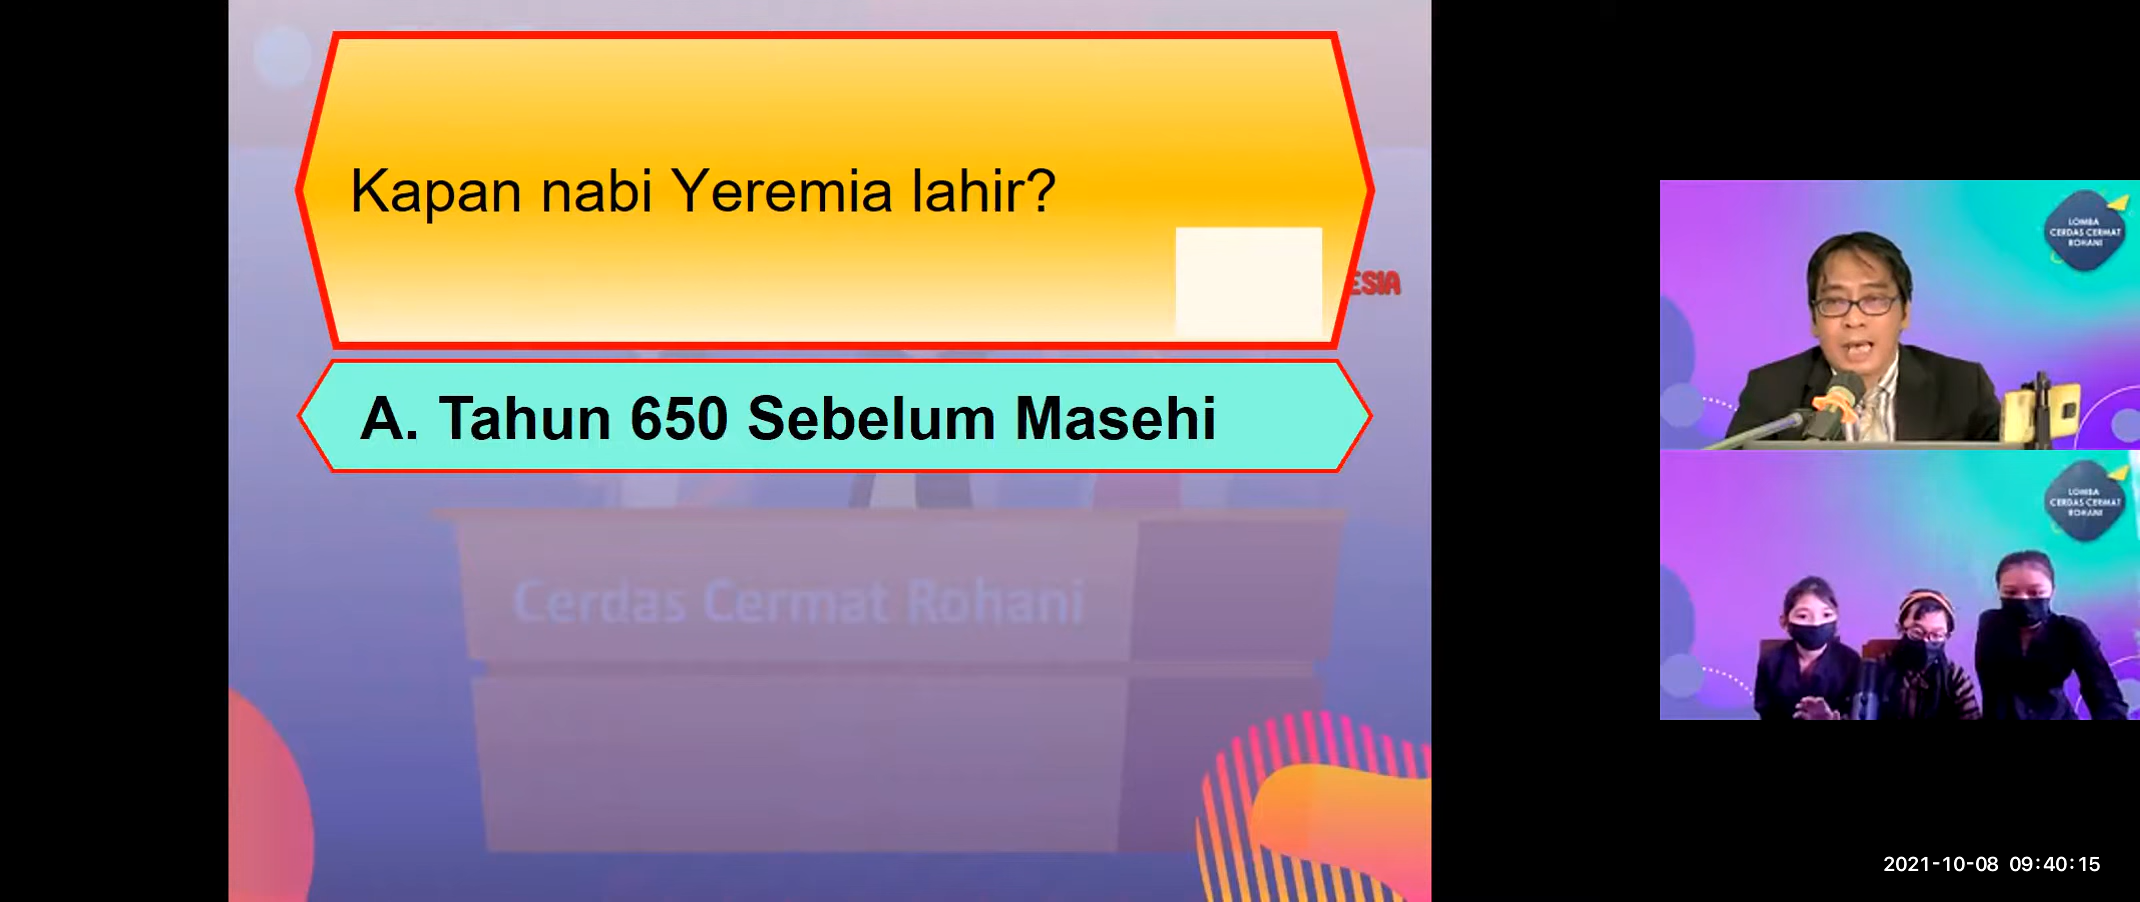 Kapan nabi Yeremia lahir?
ESIA
A. Tahun 650 Sebelum Masehi
Cerdas Cermat Rohani
LOMBA
CERDAS CERMAT
ROHANI
LOMBA
CERDAS CERMAT
ROHANI
2021-10-08 09:40:15